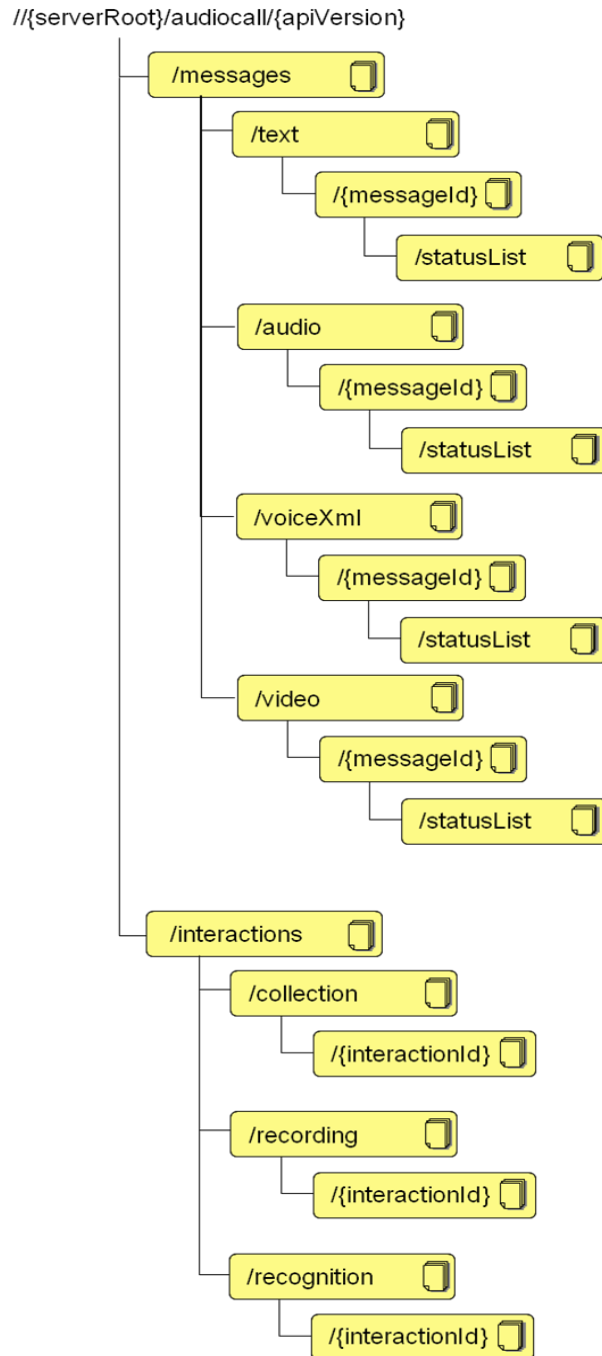 //{serverRoot}/audiocall/{apiVersion}
/messages
/text
/{messageId}
/statusList
/audio
/{messageId}
/statusList
/voiceXml
/{messageId}
/statusList
/video
/{messageId}
/statusList
/interactions
/collection
/{interactionId}
/recording
/{interactionId}
/recognition
/{interactionId}